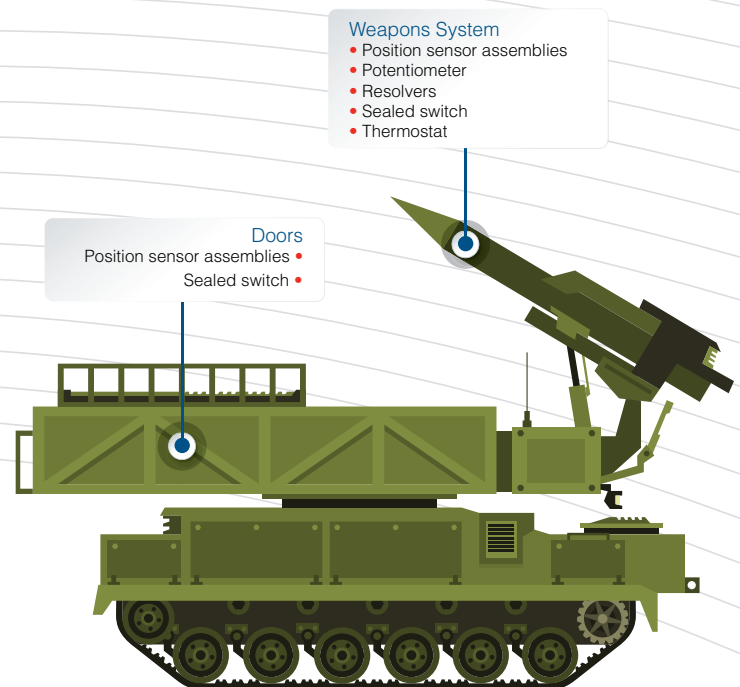 Weapons System
• Position sensor assemblies
• Potentiometer
• Resolvers
• Sealed switch
• Thermostat
Doors
Position sensor assemblies •
Sealed switch •